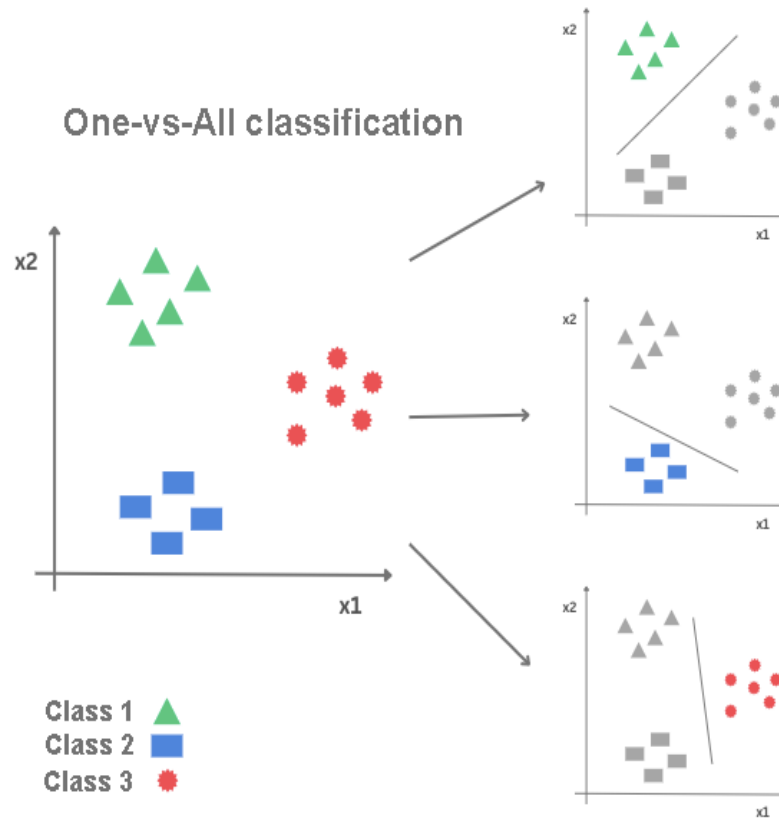 One-vs-All classification
x2
x1
Class 1
Class 2
Class 3
x2
x1
x2
x1
x2
x1